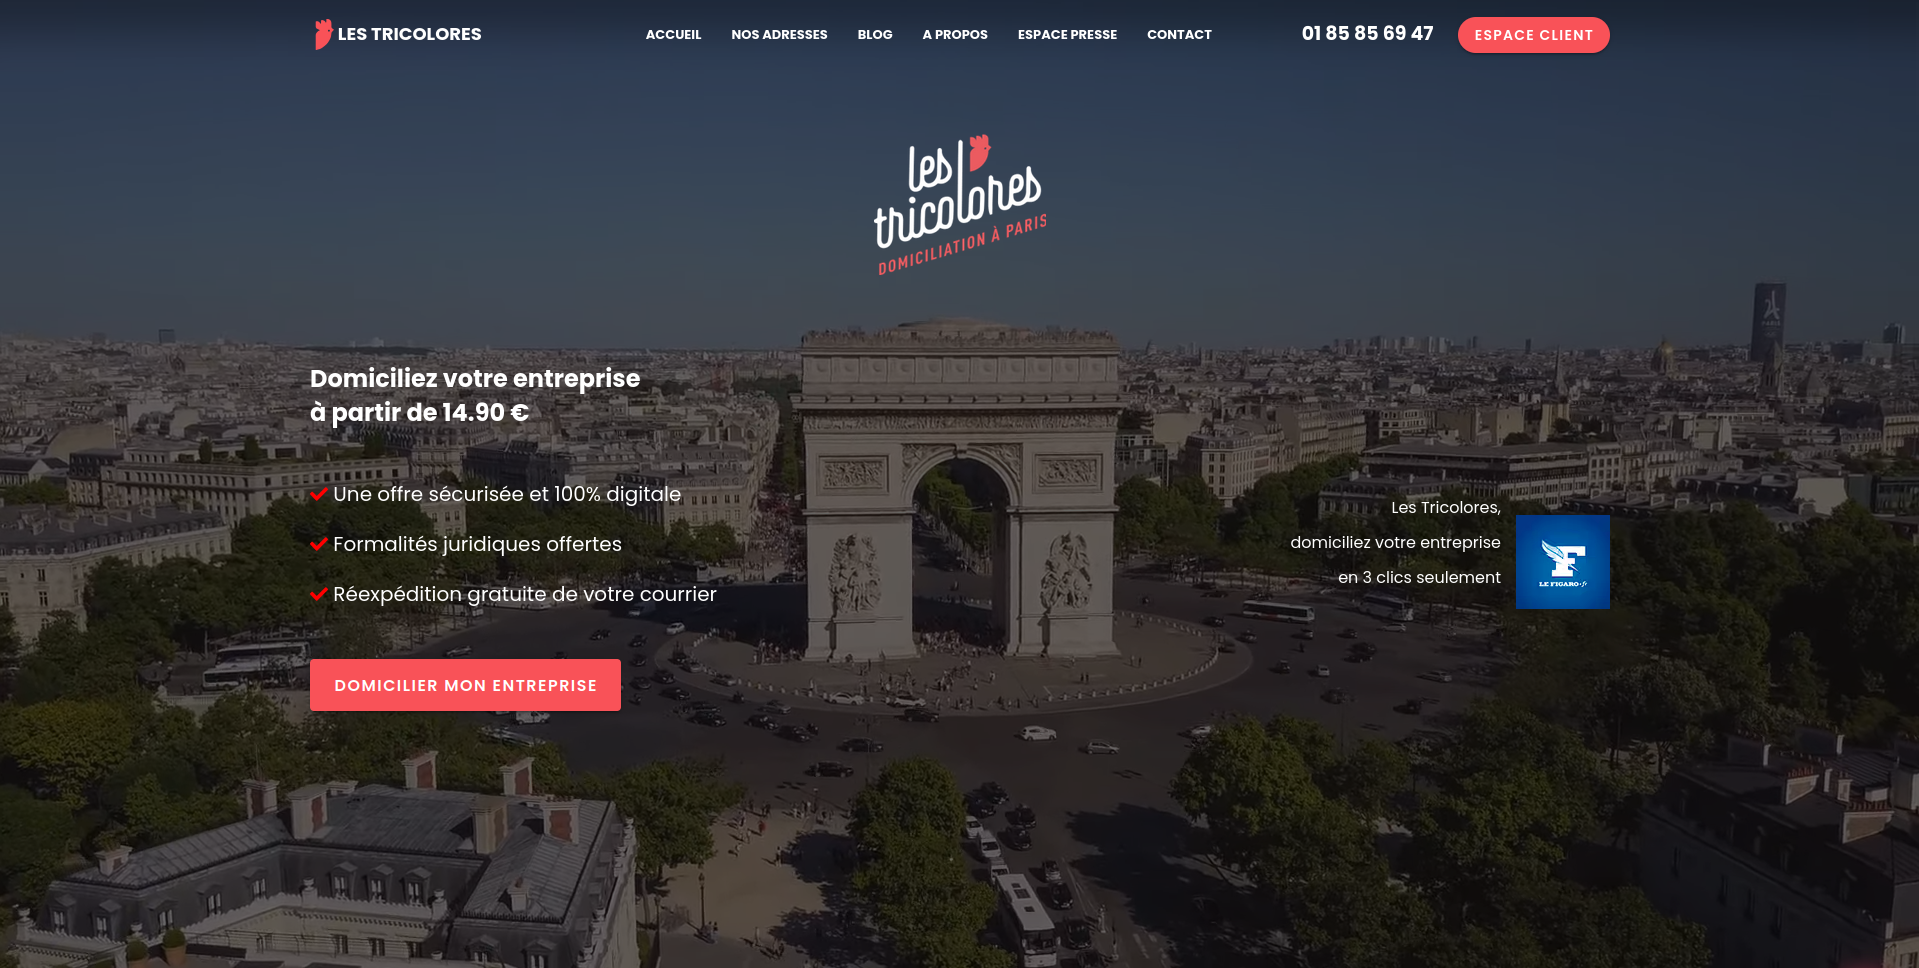 LES TRICOLORES
ACCUEIL
NOS ADRESSES
BLOG
A PROPOS
ESPACE PRESSE
CONTACT
01 85 85 69 47
ESPACE CLIENT
les
tricolores
DOMICILIATION À PARIS
PARIS
Domiciliez votre entreprise
à partir de 14.90 €
Une offre sécurisée et 100% digitale
Formalités juridiques offertes
Réexpédition gratuite de votre courrier
DOMICILIER MON ENTREPRISE
Les Tricolores,
domiciliez votre entreprise
en 3 clics seulement
F
LE FIGARO·fr